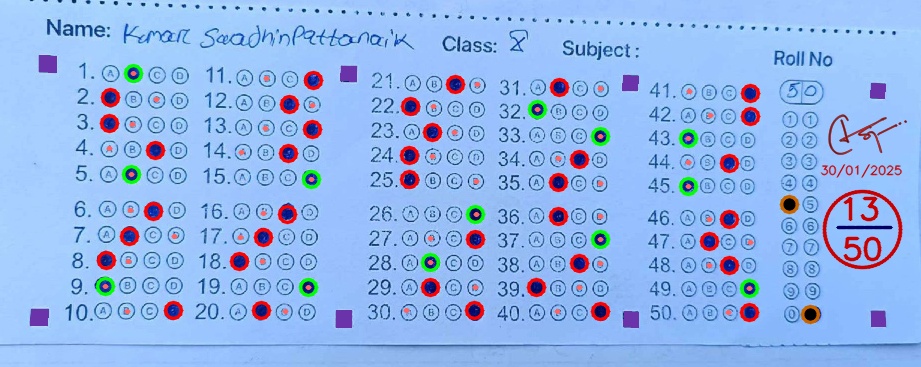 Name: Kumar Swadhin Pattanaik Class: 8 Subject:
Roll No
50
1. A B C D
2. B C D
3. B C D
4. A B D
5. A C D
6. A B D
7. A C D
8. B C D
9. B C D
10. A B C
11. A B C
12. A B D
13. A B C
14. A B D
15. A B C
16. A B D
17. A C D
18. B C D
19. A B C
20. A C D
21. A B D
22. B C D
23. A C D
24. B C D
25. B C D
26. A B C
27. A B C
28. A C D
29. A C D
30. A B C
31. A C D
32. B C D
33. A B C
34. A B D
35. A C D
36. A C D
37. A B C
38. A B D
39. B C D
40. A B C
41. A B C
42. A B C
43. B C D
44. A B D
45. B C D
46. A B D
47. A C D
48. A B D
49. A B C
50. A B C
1 1
2 2
3 3
4 4
5
6 6
7 7
8 8
9 9
0
30/01/2025
13
50